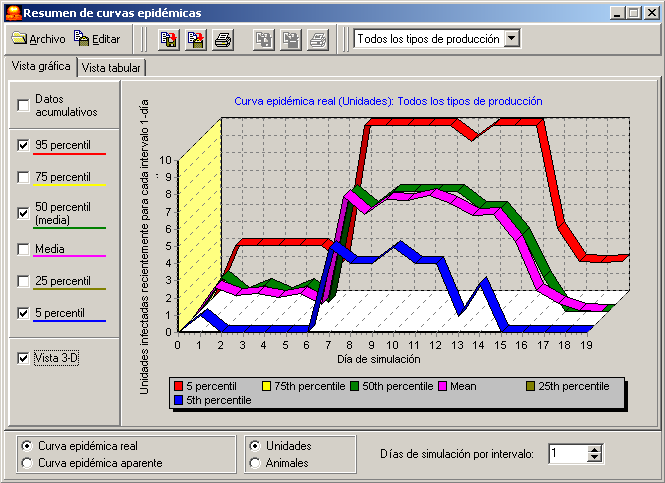 Resumen de curvas epidémicas
Archivo Editar Todos los tipos de producción
Vista gráfica Vista tabular
Datos acumulativos
95 percentil
75 percentil
50 percentil (media)
Media
25 percentil
5 percentil
Vista 3-D
Curva epidémica real (Unidades): Todos los tipos de producción
Unidades infectadas recientemente para cada intervalo 1-día
10
9
8
7
6
5
4
3
2
1
0
0 1 2 3 4 5 6 7 8 9 10 11 12 13 14 15 16 17 18 19
Día de simulación
5 percentil 75th percentile 50th percentile Mean 25th percentile
5th percentile
Curva epidémica real Unidades
Curva epidémica aparente Animales
Días de simulación por intervalo: 1